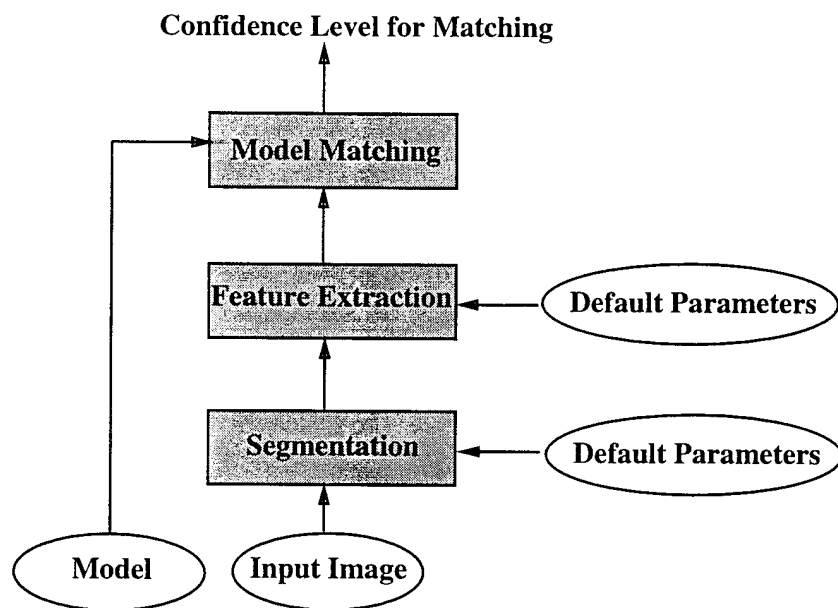 Confidence Level for Matching
Model Matching
Feature Extraction
Default Parameters
Segmentation
Default Parameters
Model
Input Image